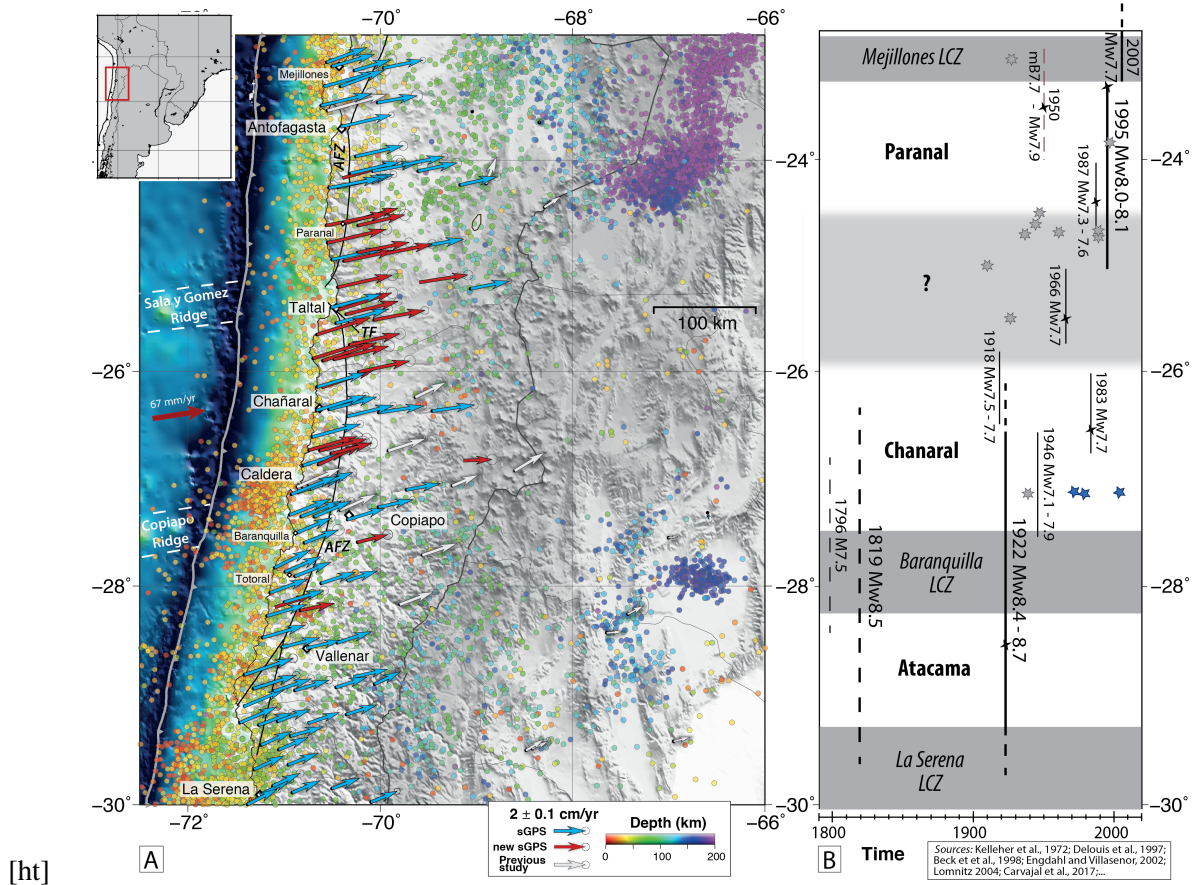 −70°
−68°
−66°
Mejillones
Antofagasta
AFZ
−24°
Paranal
Sala y Gomez
Ridge
Taltal
TF
100 km
−26°
67 mm/yr
Chañaral
Caldera
Copiapo
Ridge
Copiapo
Baranquilla
AFZ
Totoral
−28°
Vallenar
La Serena
−30°
−30°
−72°
−70°
−66°
2 ± 0.1 cm/yr
sGPS
new sGPS
Previous
study
Depth (km)
0
100
200
A
Mejillones LCZ
Mw7.7
2007
mB7.7 - Mw7.9
1950
Paranal
1987 Mw7.3 - 7.6
1995 Mw8.0-8.1
−24°
?
1966 Mw7.7
1918 Mw7.5 - 7.7
−26°
1983 Mw7.7
Chanaral
1946 Mw7.1 - 7.9
1796 M7.5
1819 Mw8.5
1922 Mw8.4 - 8.7
Baranquilla
LCZ
−28°
Atacama
La Serena
LCZ
−30°
1800
1900
2000
B
Time
Sources: Kelleher et al., 1972; Delouis et al., 1997;
Beck et et al., 1998; Engdahl and Villasenor, 2002;
Lomnitz 2004; Carvajal et al., 2017;...
[ht]